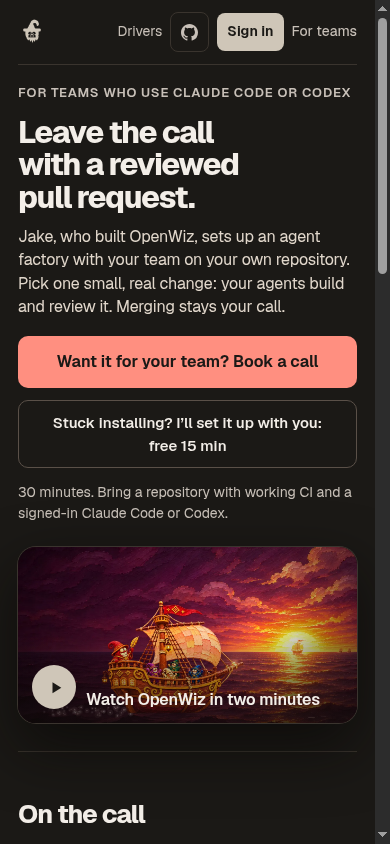 Drivers
Sign in
For teams
FOR TEAMS WHO USE CLAUDE CODE OR CODEX
Leave the call
with a reviewed
pull request.
Jake, who built OpenWiz, sets up an agent
factory with your team on your own repository.
Pick one small, real change: your agents build
and review it. Merging stays your call.
Want it for your team? Book a call
Stuck installing? I’ll set it up with you:
free 15 min
30 minutes. Bring a repository with working CI and a
signed-in Claude Code or Codex.
Watch OpenWiz in two minutes
On the call